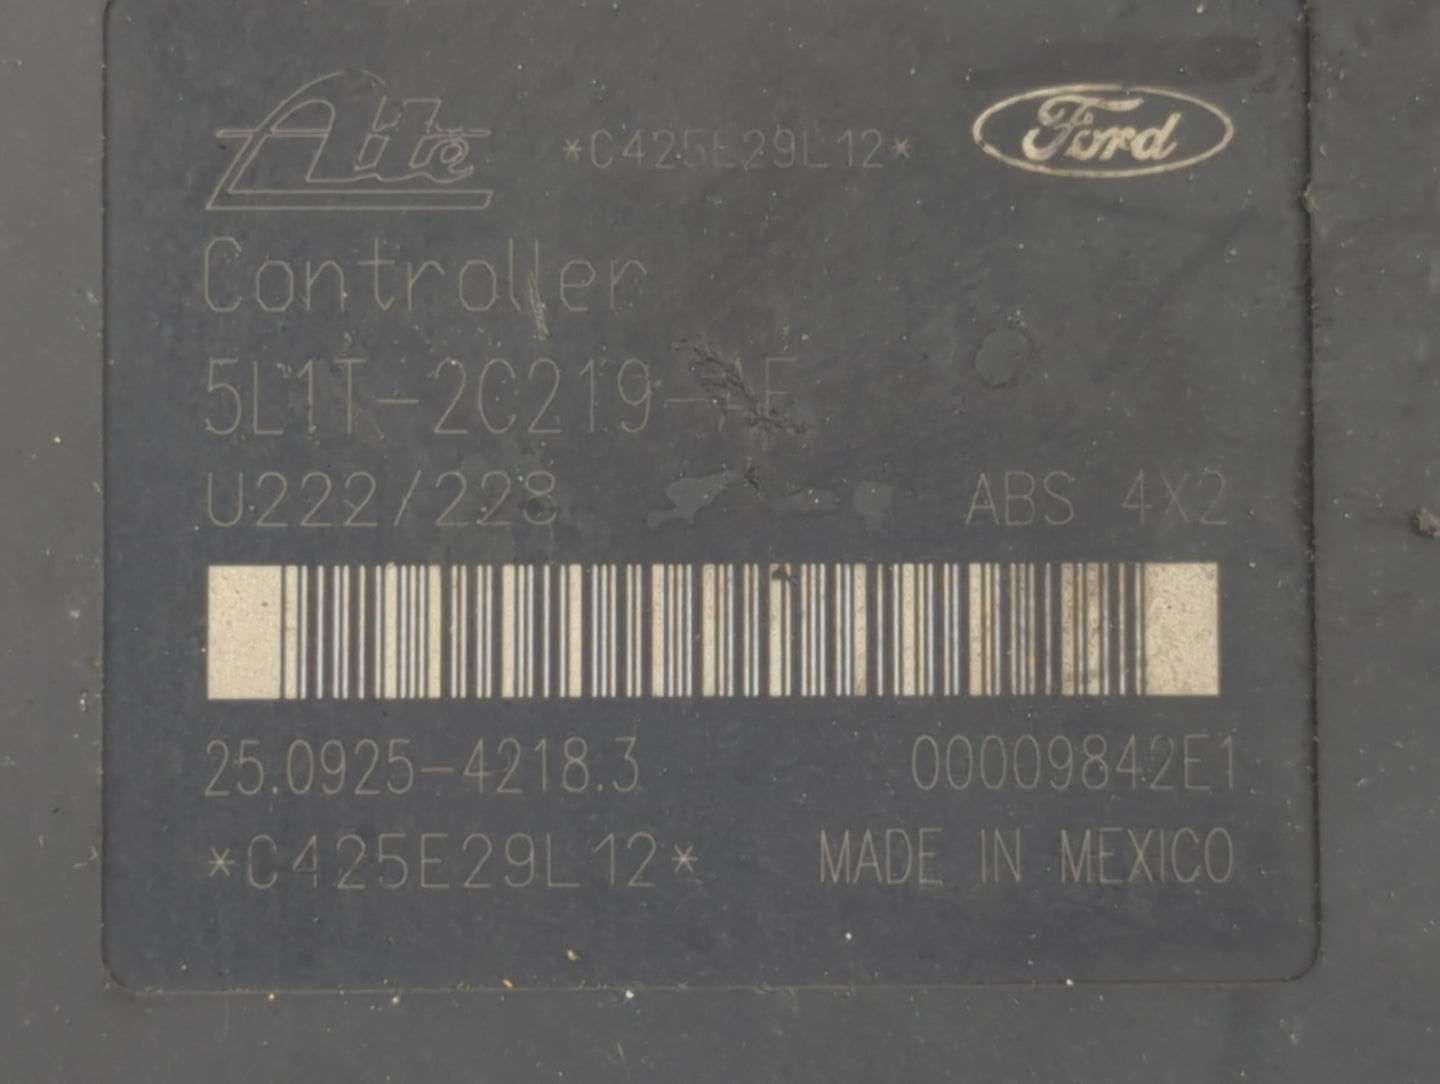 Ate *C425E29L12* Ford
Controller
5L1T-2C219-
U222/228 ABS 4X2
25.0925-4218.3 00009842E1
*C425E29L12* MADE IN MEXICO